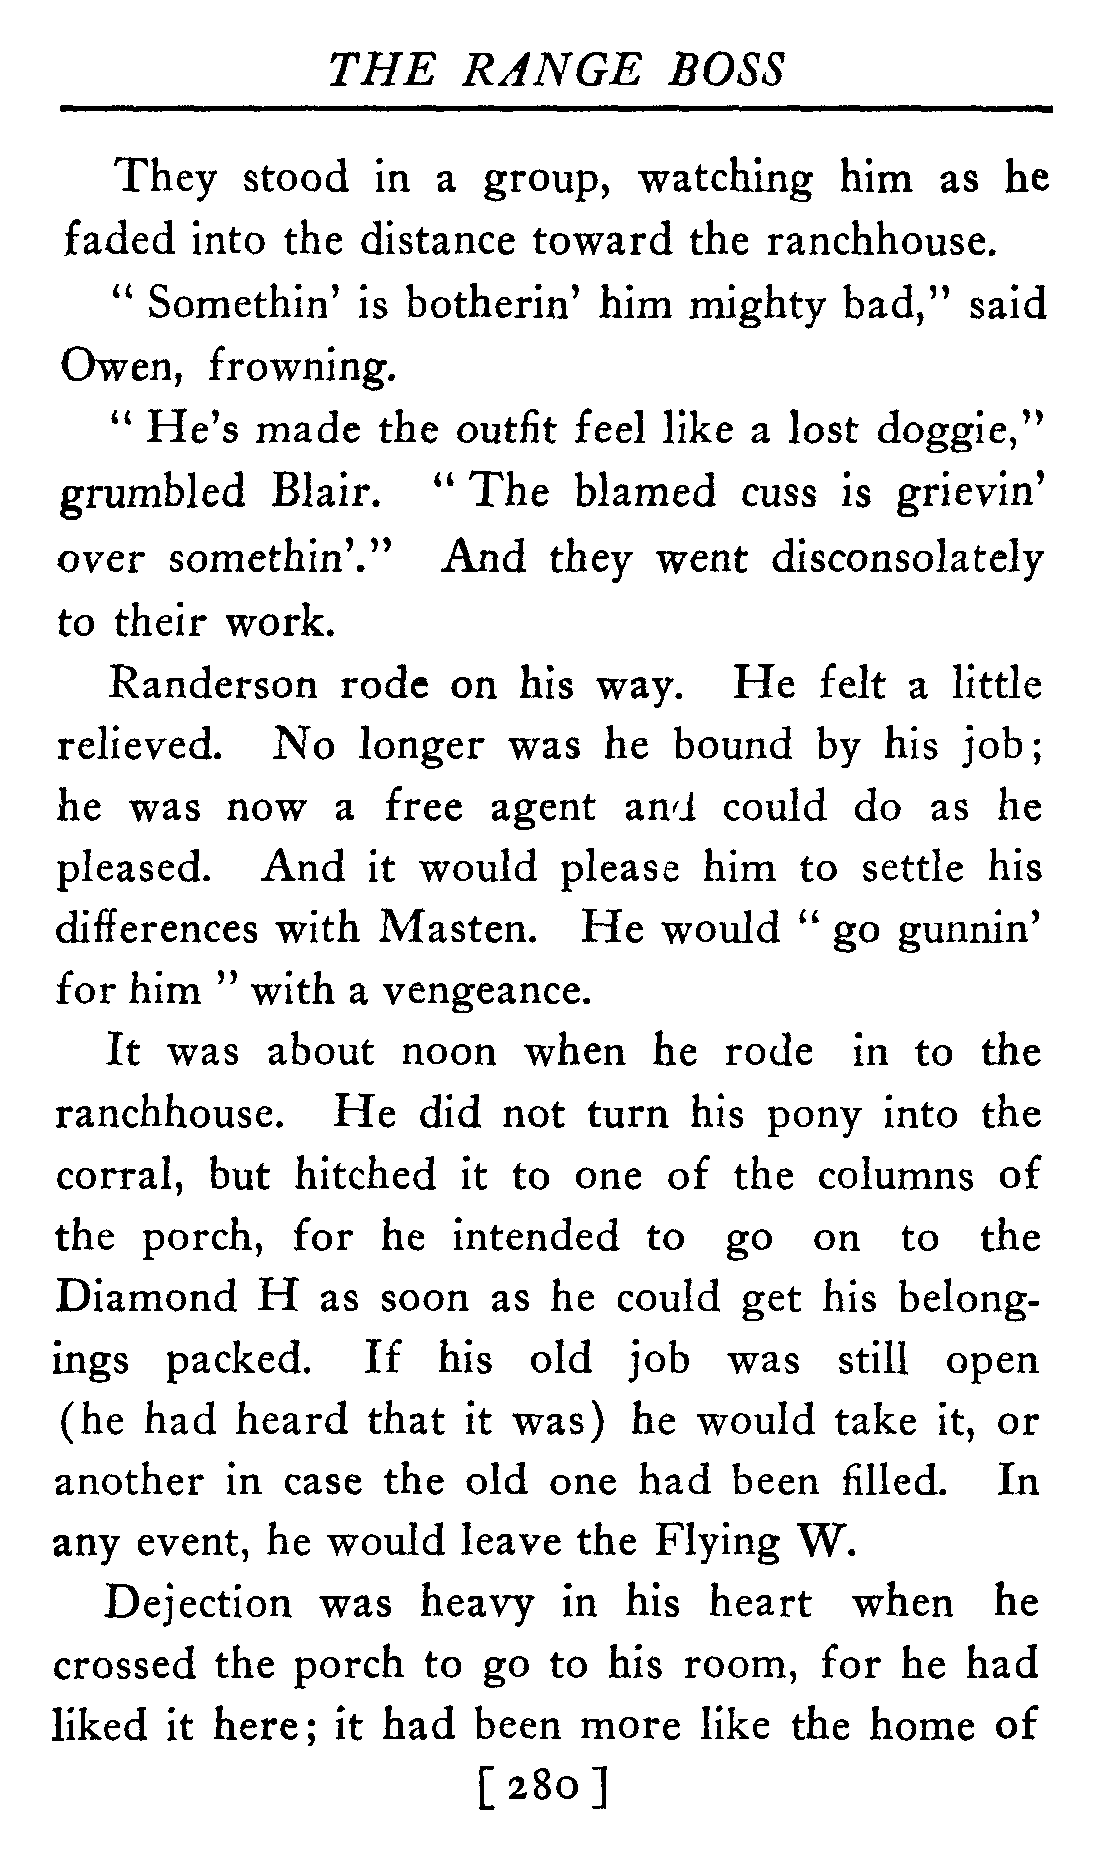 THE RANGE BOSS
They stood in a group, watching him as he
faded into the distance toward the ranchhouse.
“ Somethin’ is botherin’ him mighty bad,” said
Owen, frowning.
“ He’s made the outfit feel like a lost doggie,”
grumbled Blair. “ The blamed cuss is grievin’
over somethin’.” And they went disconsolately
to their work.
Randerson rode on his way. He felt a little
relieved. No longer was he bound by his job;
he was now a free agent and could do as he
pleased. And it would please him to settle his
differences with Masten. He would “ go gunnin’
for him ” with a vengeance.
It was about noon when he rode in to the
ranchhouse. He did not turn his pony into the
corral, but hitched it to one of the columns of
the porch, for he intended to go on to the
Diamond H as soon as he could get his belong-
ings packed. If his old job was still open
(he had heard that it was) he would take it, or
another in case the old one had been filled. In
any event, he would leave the Flying W.
Dejection was heavy in his heart when he
crossed the porch to go to his room, for he had
liked it here; it had been more like the home of
[ 280 ]